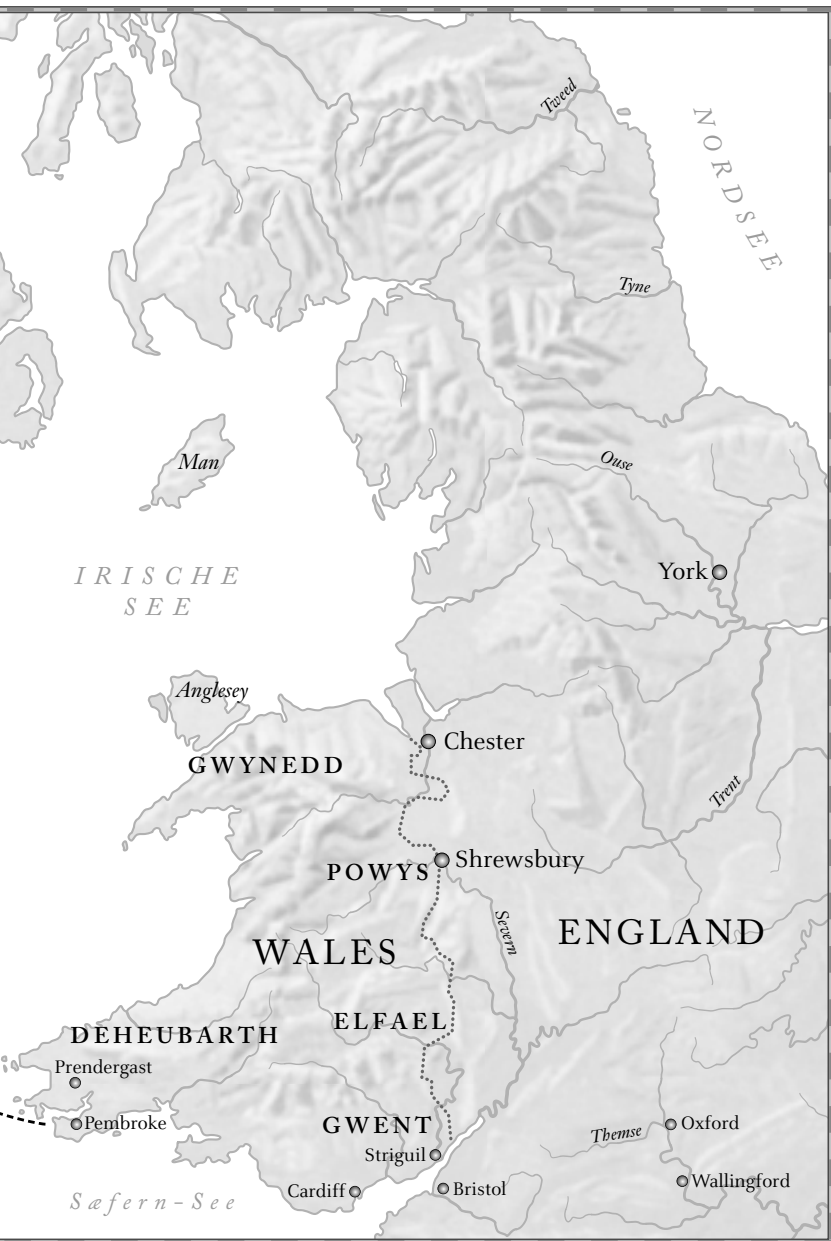 Tweed
NORDSEE
Tyne
Man
Ouse
IRISCHE
SEE
York
Anglesey
Chester
GWYNEDD
Trent
Shrewsbury
POWYS
Severn
ENGLAND
WALES
ELFAEL
DEHEUBARTH
Prendergast
Pembroke
GWENT
Themse
Oxford
Striguil
Wallingford
Cardiff
Bristol
Sæfern-See